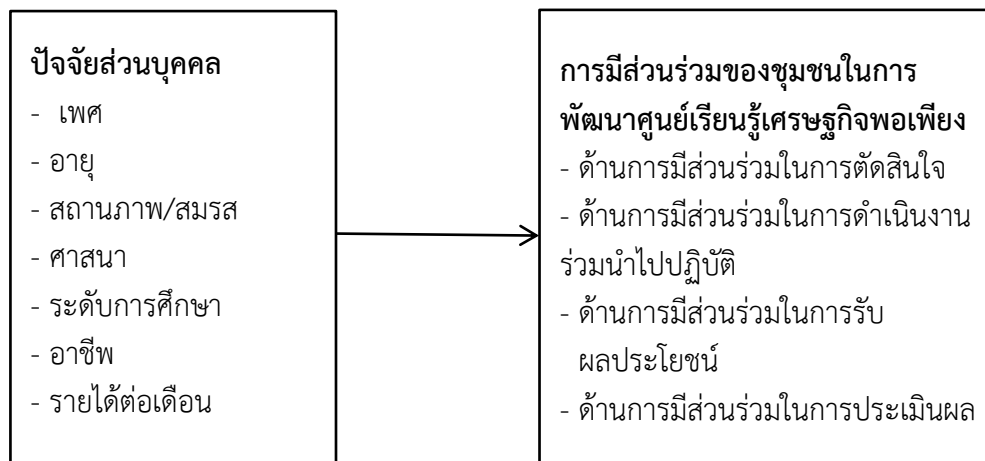 ปัจจัยส่วนบุคคล
- เพศ
- อายุ
- สถานภาพ/สมรส
- ศาสนา
- ระดับการศึกษา
- อาชีพ
- รายได้ต่อเดือน
การมีส่วนร่วมของชุมชนในการ
พัฒนาศูนย์เรียนรู้เศรษฐกิจพอเพียง
- ด้านการมีส่วนร่วมในการตัดสินใจ
- ด้านการมีส่วนร่วมในการดำเนินงาน
ร่วมนำไปปฏิบัติ
- ด้านการมีส่วนร่วมในการรับ
ผลประโยชน์
- ด้านการมีส่วนร่วมในการประเมินผล